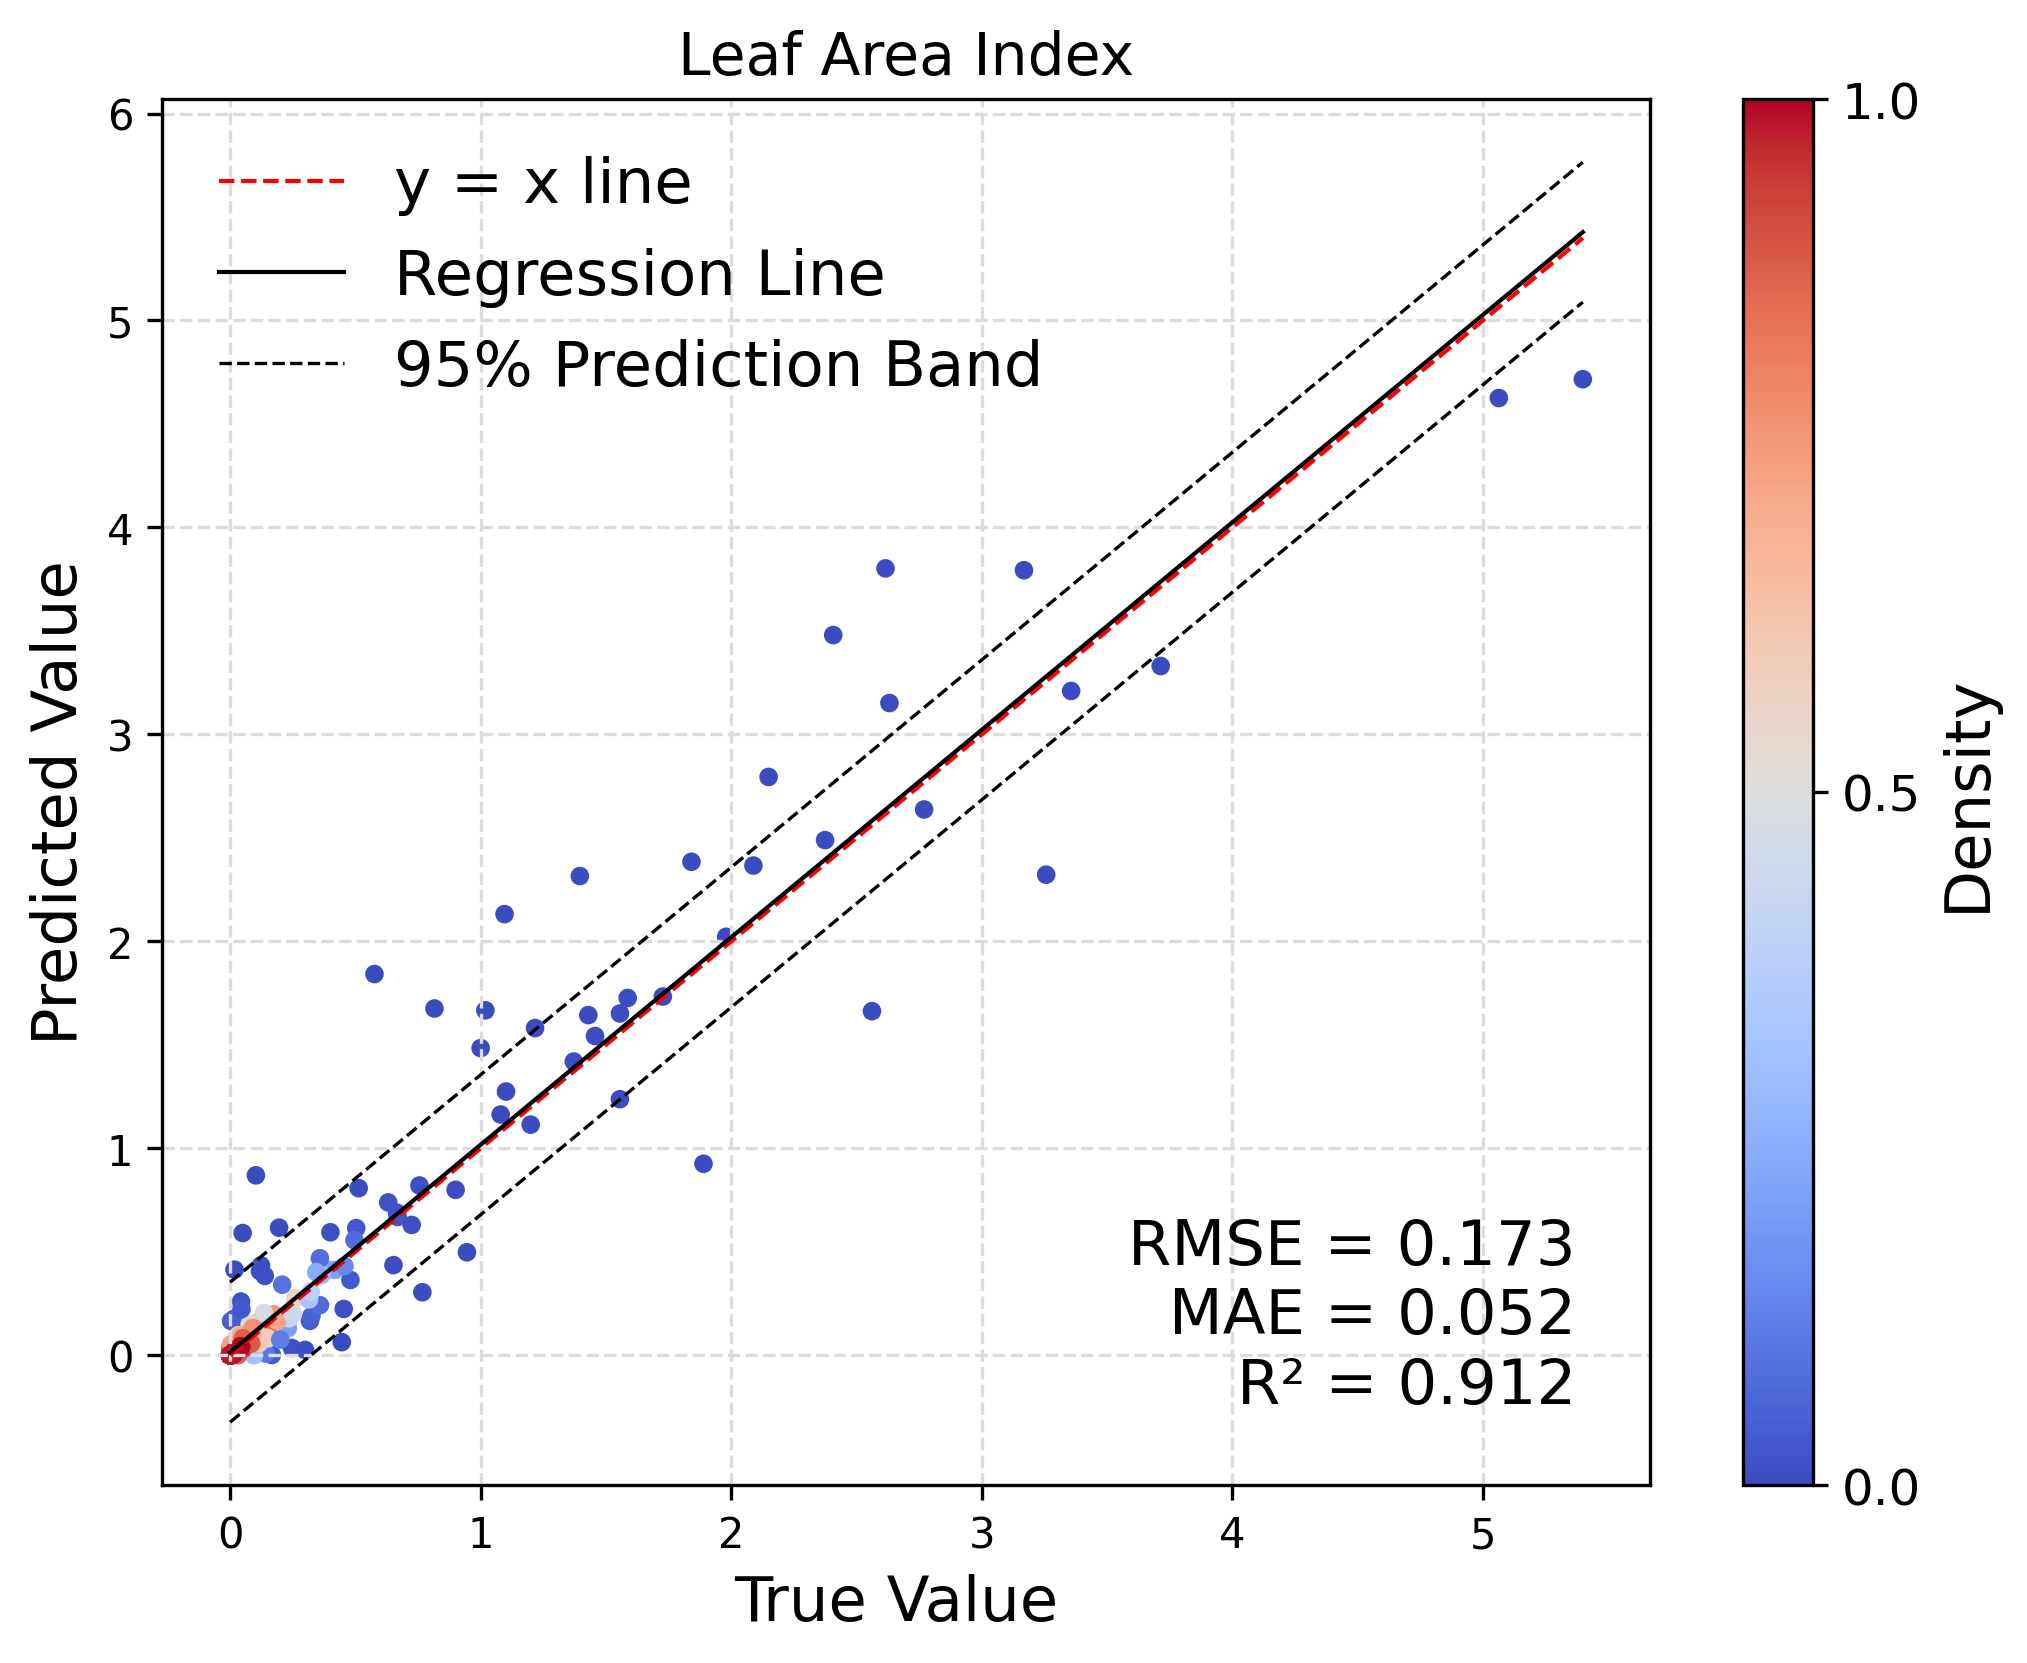 Leaf Area Index
6
5
4
3
2
1
0
Predicted Value
y = x line
Regression Line
95% Prediction Band
RMSE = 0.173
MAE = 0.052
R² = 0.912
0
1
2
3
4
5
True Value
1.0
0.5
0.0
Density